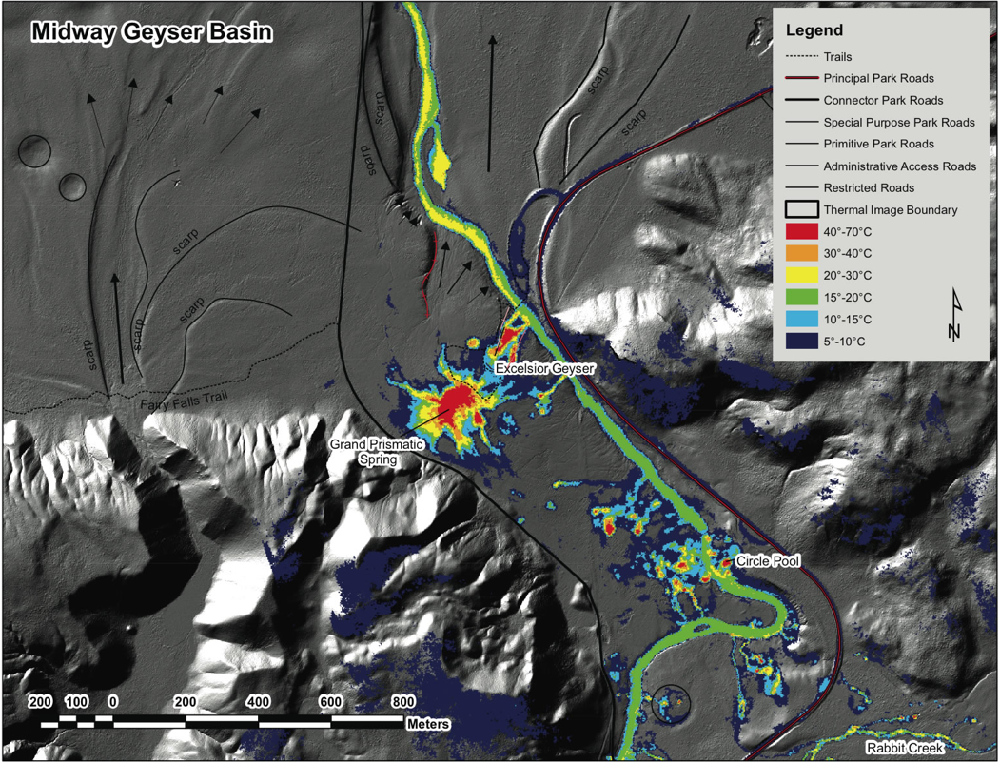 Midway Geyser Basin
Legend
Trails
Principal Park Roads
Connector Park Roads
Special Purpose Park Roads
Primitive Park Roads
Administrative Access Roads
Restricted Roads
Thermal Image Boundary
40°-70°C
30°-40°C
20°-30°C
15°-20°C
10°-15°C
5°-10°C
N
scarp
scarp
scarp
scarp
scarp
scarp
scarp
scarp
Fairy Falls Trail
Excelsior Geyser
Grand Prismatic
Spring
Circle Pool
Rabbit Creek
200 100 0 200 400 600 800
Meters